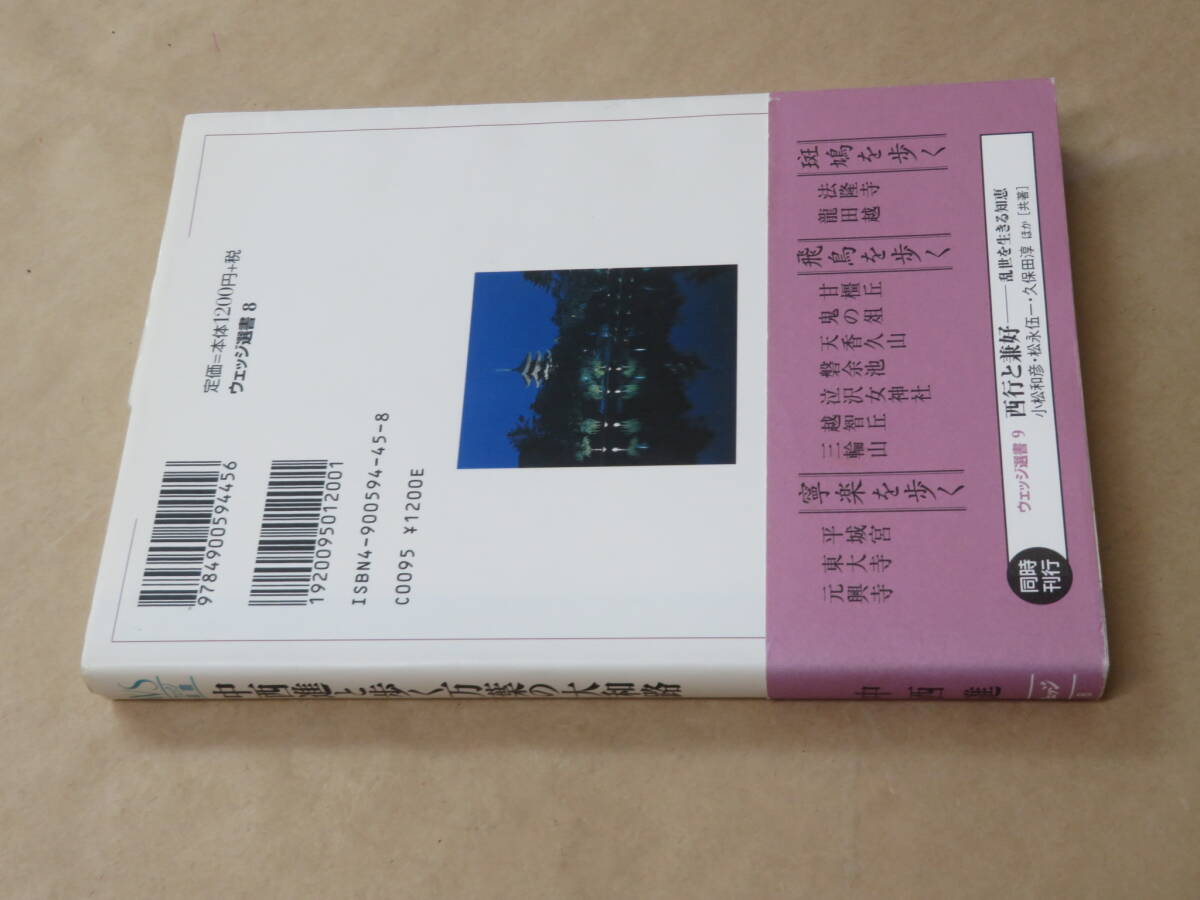 9784900594456
1920095012001
ISBN4-900594-45-8
C0095 ¥1200E
定価=本体1200円+税
ウェッジ選書 8
斑鳩を歩く
法隆寺
龍田越
飛鳥を歩く
甘橿丘
鬼の俎
天香久山
磐余池
泣沢女神社
越智丘
三輪山
寧楽を歩く
平城宮
東大寺
元興寺
同時
刊行
ウェッジ選書 9 西行と兼好――乱世を生きる知恵
小松和彦・松永伍一・久保田淳 ほか [共著]
中西進と歩く万葉の大和路
中西進